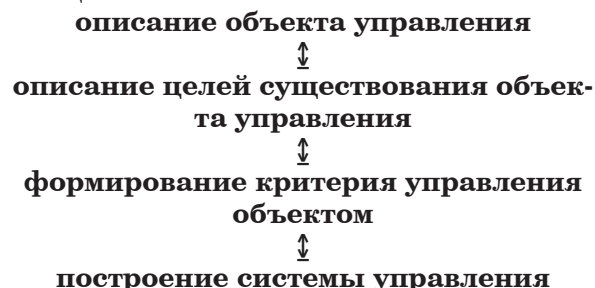 описание объекта управления
↕
описание целей существования объек-
та управления
↕
формирование критерия управления
объектом
↕
построение системы управления